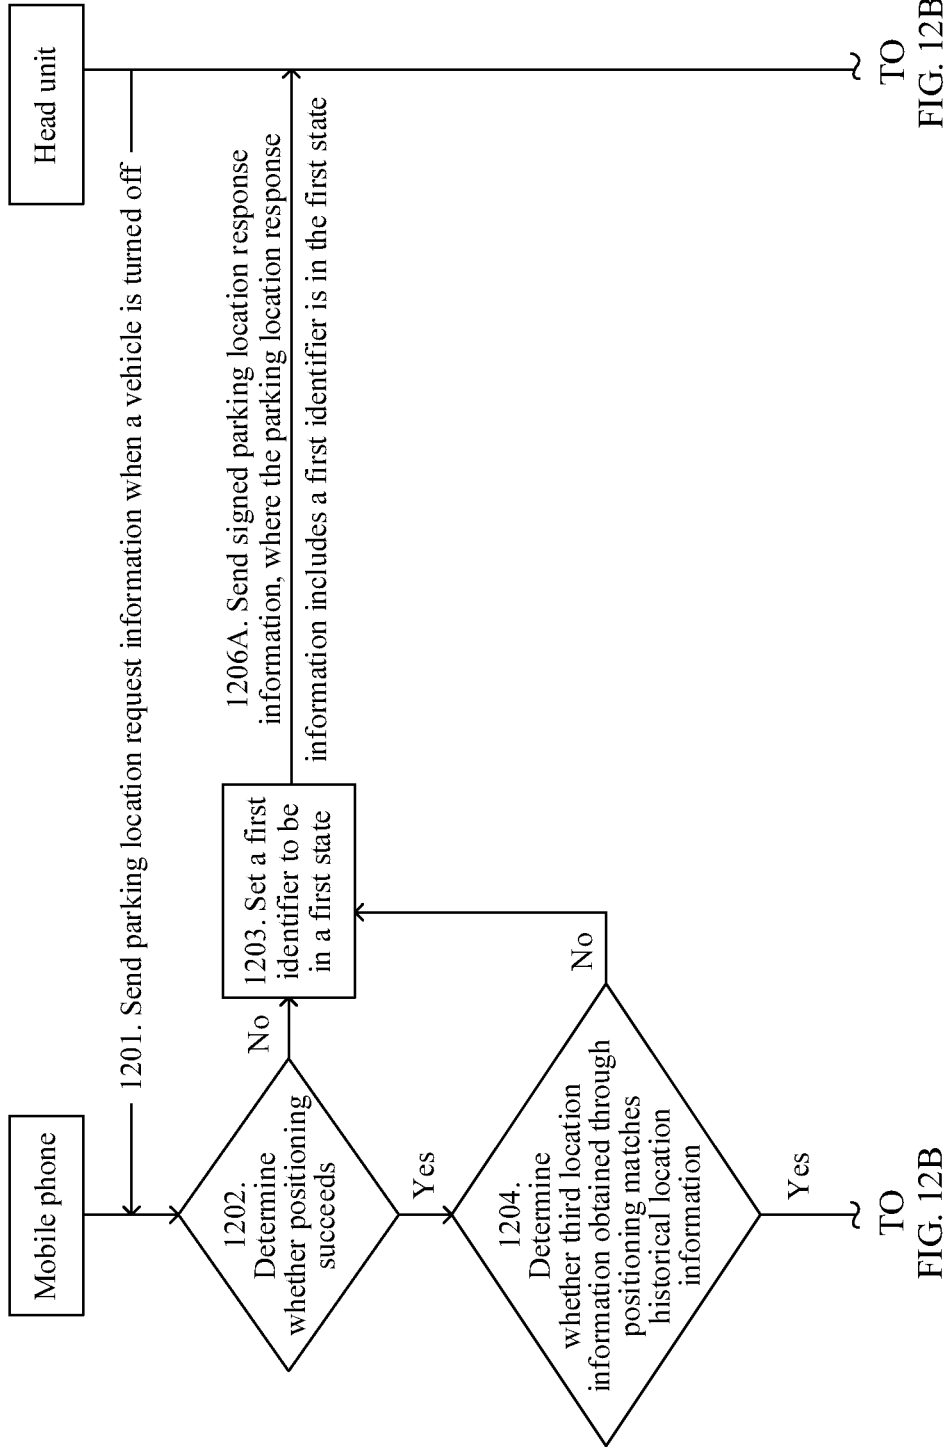 Mobile phone
Head unit
1201. Send parking location request information when a vehicle is turned off
1202.
Determine
whether positioning
succeeds
No
1203. Set a first
identifier to be
in a first state
1206A. Send signed parking location response
information, where the parking location response
information includes a first identifier is in the first state
Yes
1204.
Determine
whether third location
information obtained through
positioning matches
historical location
information
No
Yes
TO
FIG. 12B
TO
FIG. 12B